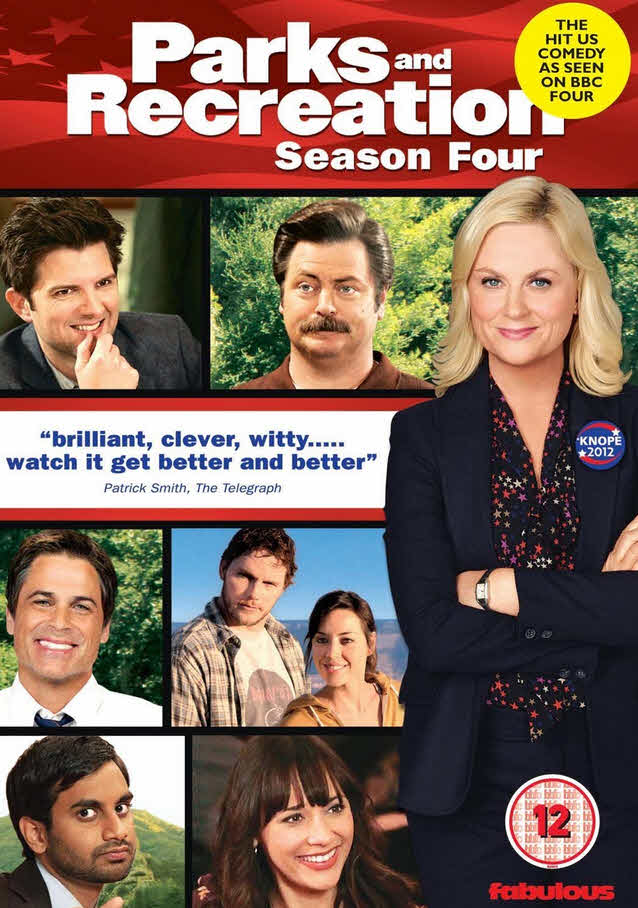 Parks and
Recreation
Season Four
THE
HIT US
COMEDY
AS SEEN
ON BBC
FOUR
“brilliant, clever, witty.....
watch it get better and better”
Patrick Smith, The Telegraph
KNOPE
2012
12
fabulous